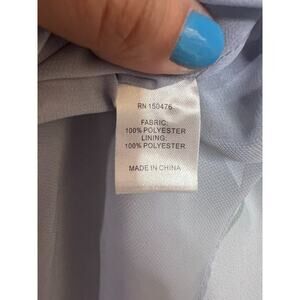 RN 150476
FABRIC:
100% POLYESTER
LINING:
100% POLYESTER
MADE IN CHINA